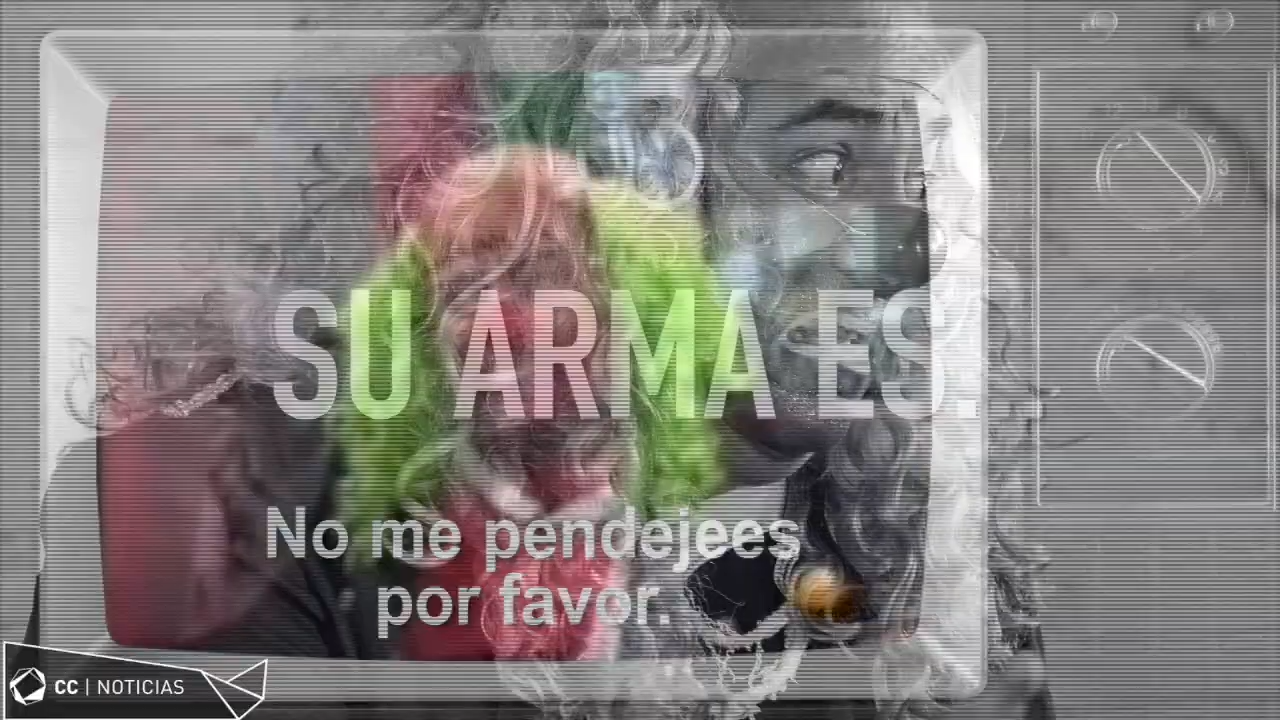 SU ARMA ES.
No me pendejees
por favor.
CC | NOTICIAS